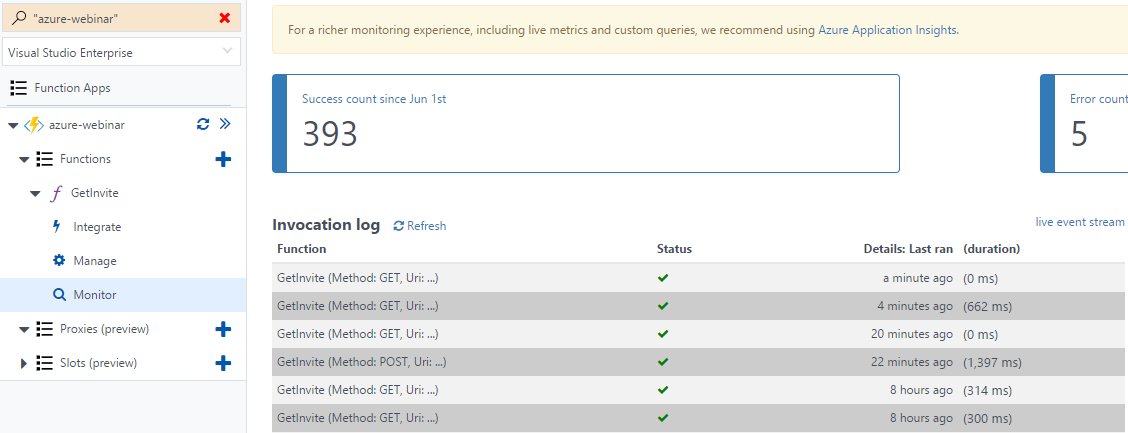 "azure-webinar"
Visual Studio Enterprise
Function Apps
azure-webinar
Functions
GetInvite
Integrate
Manage
Monitor
Proxies (preview)
Slots (preview)
For a richer monitoring experience, including live metrics and custom queries, we recommend using Azure Application Insights.
Success count since Jun 1st
393
Error count
5
Invocation log Refresh
live event stream
Function Status Details: Last ran (duration)
GetInvite (Method: GET, Uri: ...) a minute ago (0 ms)
GetInvite (Method: GET, Uri: ...) 4 minutes ago (662 ms)
GetInvite (Method: GET, Uri: ...) 20 minutes ago (0 ms)
GetInvite (Method: POST, Uri: ...) 22 minutes ago (1,397 ms)
GetInvite (Method: GET, Uri: ...) 8 hours ago (314 ms)
GetInvite (Method: GET, Uri: ...) 8 hours ago (300 ms)